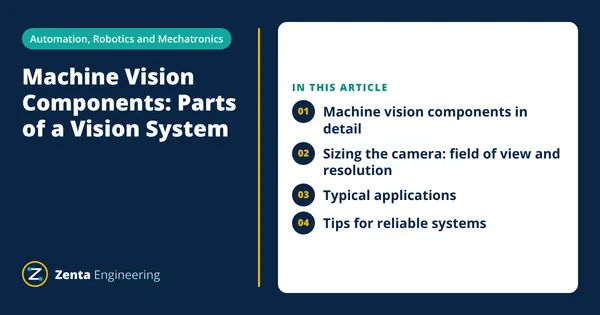 Automation, Robotics and Mechatronics
Machine Vision
Components: Parts
of a Vision System
Zenta Engineering
IN THIS ARTICLE
01 Machine vision components in
detail
02 Sizing the camera: field of view and
resolution
03 Typical applications
04 Tips for reliable systems